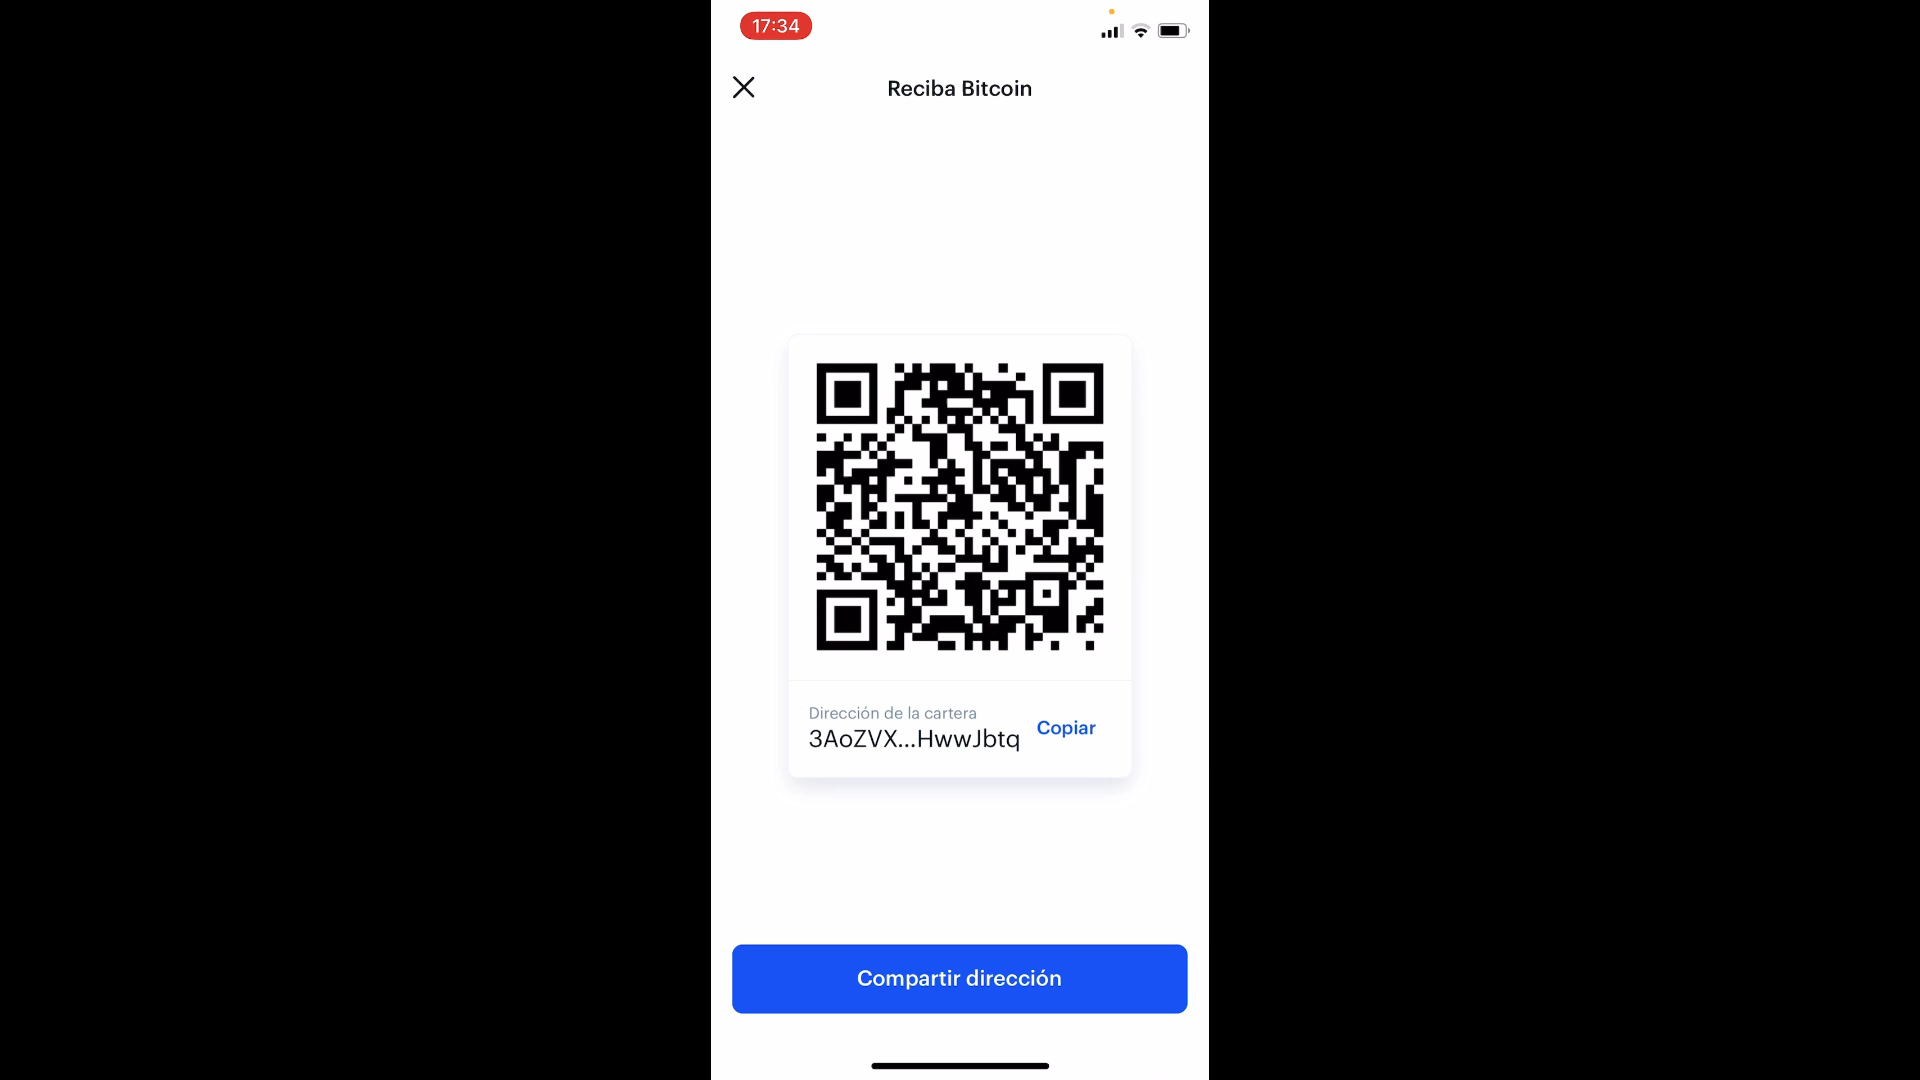 17:34
Reciba Bitcoin
Dirección de la cartera
3AoZVX...HwwJbtq
Copiar
Compartir dirección